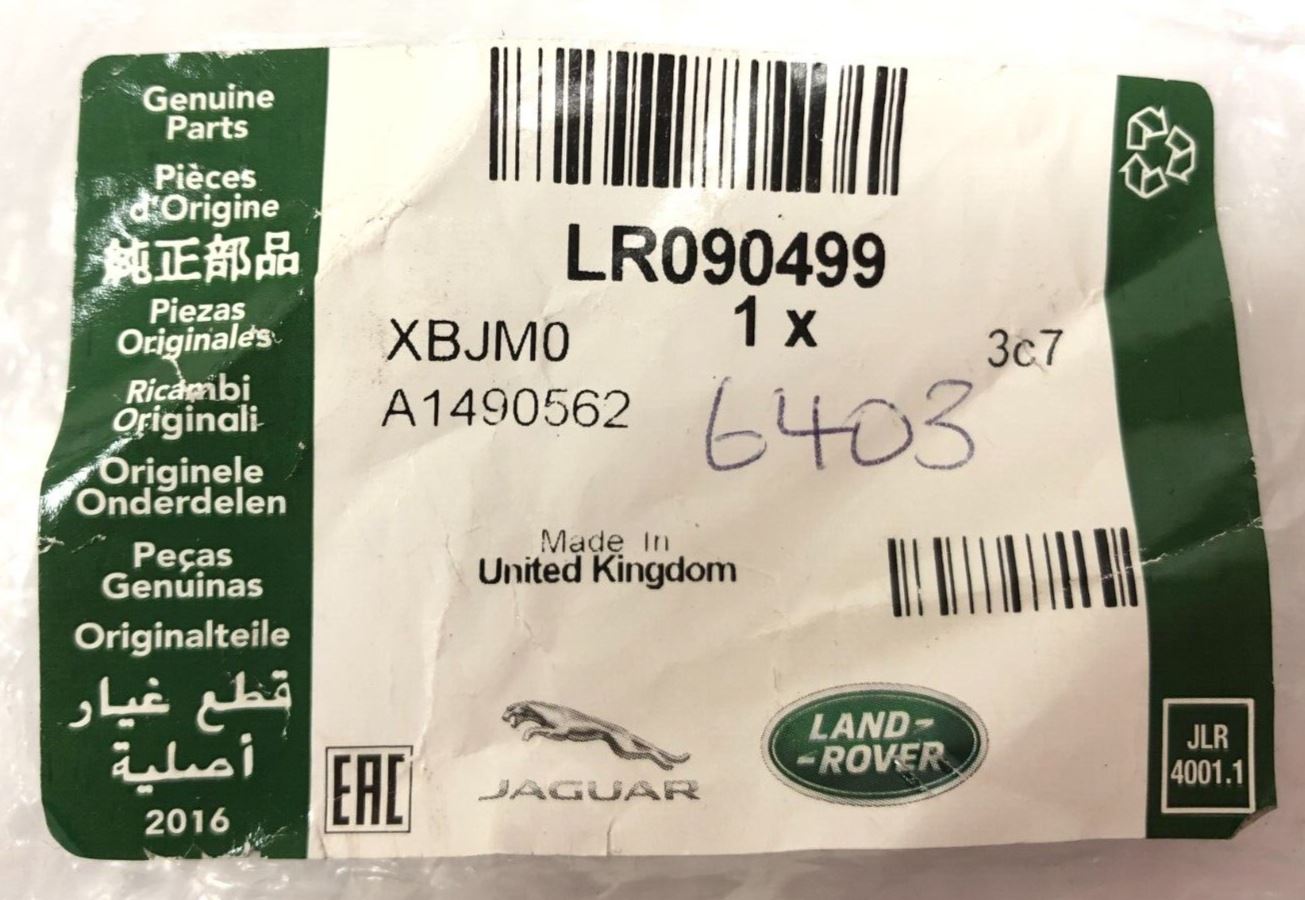 Genuine
Parts
Pièces
d'Origine
純正部品
Piezas
Originales
Ricambi
Originali
Originele
Onderdelen
Peças
Genuinas
Originalteile
قطع غيار
أصلية
2016
LR090499
1 x
XBJM0
3c7
A1490562
6403
Made In
United Kingdom
EAC
JAGUAR
LAND-
-ROVER
JLR
4001.1